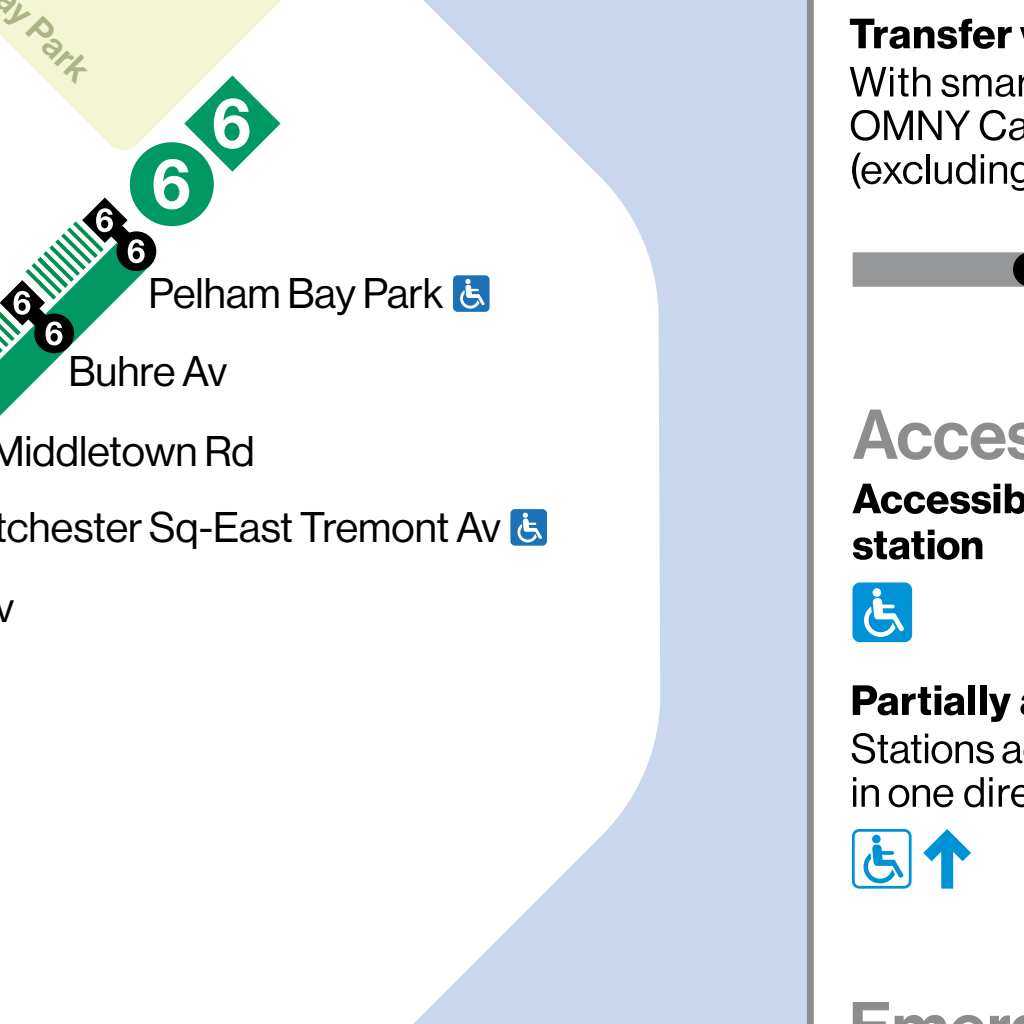 ay Park
6
6
6
6
Pelham Bay Park
6
6
Buhre Av
Middletown Rd
tchester Sq-East Tremont Av
v
Transfer
With smar
OMNY Ca
(excluding
Acces
Accessib
station
Partially a
Stations a
in one dire
Emerg